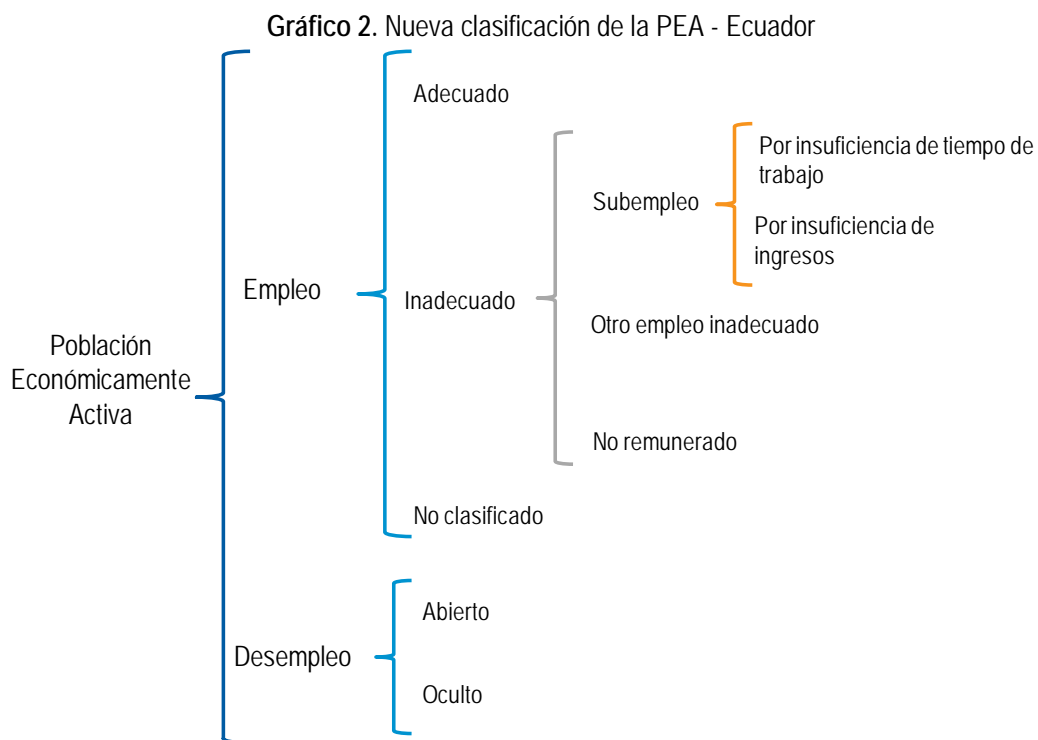 Gráfico 2. Nueva clasificación de la PEA - Ecuador
Adecuado
Por insuficiencia de tiempo de
trabajo
Subempleo
Por insuficiencia de
ingresos
Empleo
Inadecuado
Otro empleo inadecuado
Población
Económicamente
Activa
No remunerado
No clasificado
Abierto
Desempleo
Oculto